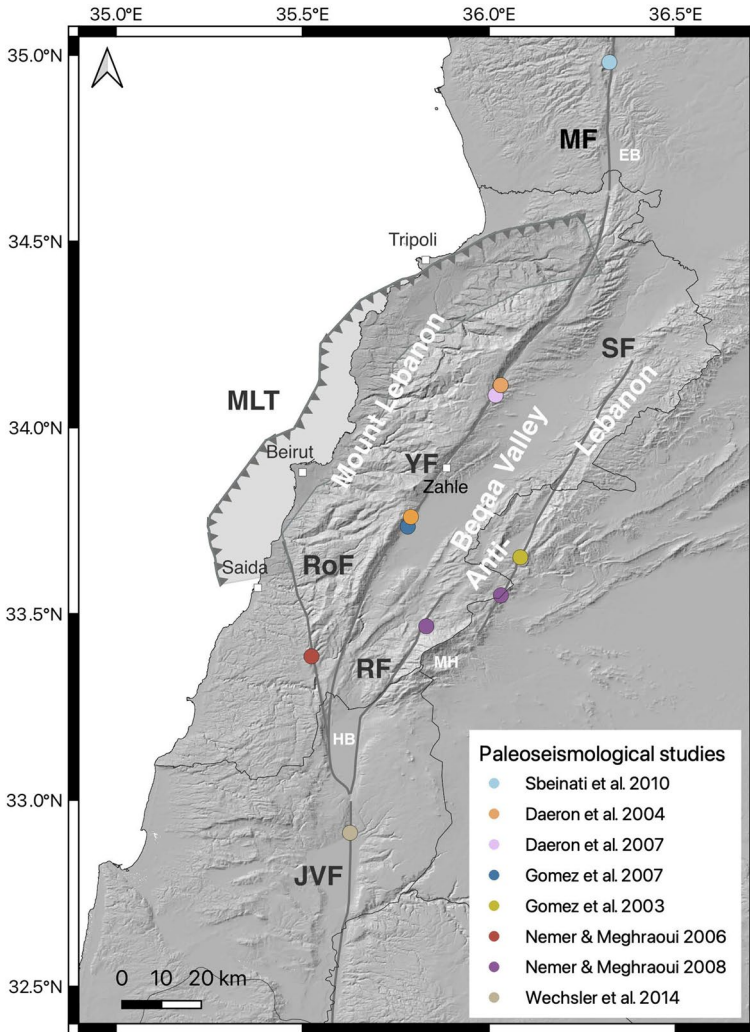 35.0°E 35.5°E 36.0°E 36.5°E
35.0°N
MF
EB
34.5°N
Tripoli
SF
Mount Lebanon
MLT
34.0°N
Beirut
YF
Zahle
Beqaa Valley
Anti-Lebanon
Saida
RoF
33.5°N
RF
MH
HB
33.0°N
JVF
32.5°N
0 10 20 km
Paleoseismological studies
Sbeinati et al. 2010
Daeron et al. 2004
Daeron et al. 2007
Gomez et al. 2007
Gomez et al. 2003
Nemer & Meghraoui 2006
Nemer & Meghraoui 2008
Wechsler et al. 2014